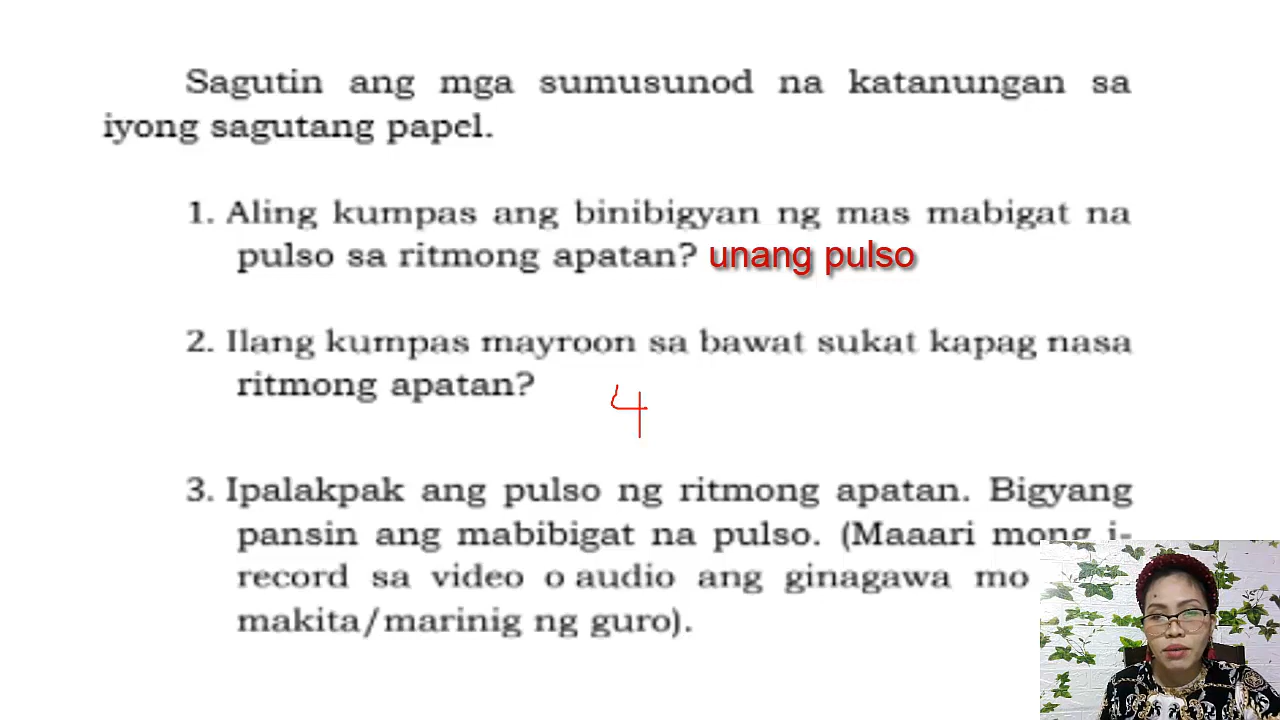 Sagutin ang mga sumusunod na katanungan sa
iyong sagutang papel.
1. Aling kumpas ang binibigyan ng mas mabigat na
pulso sa ritmong apatan? unang pulso
2. Ilang kumpas mayroon sa bawat sukat kapag nasa
ritmong apatan?
4
3. Ipalakpak ang pulso ng ritmong apatan. Bigyang
pansin ang mabibigat na pulso. (Maaari mong i-
record sa video o audio ang ginagawa mo
makita/marinig ng guro).